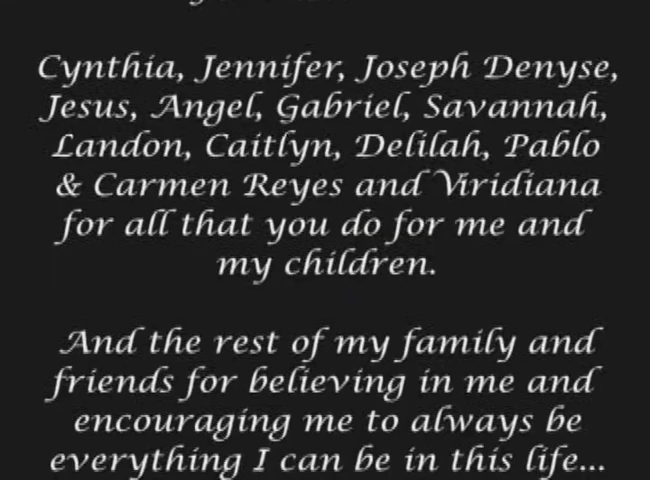 Cynthia, Jennifer, Joseph Denyse,
Jesus, Angel, Gabriel, Savannah,
Landon, Caitlyn, Delilah, Pablo
& Carmen Reyes and Viridiana
for all that you do for me and
my children.
And the rest of my family and
friends for believing in me and
encouraging me to always be
everything I can be in this life...